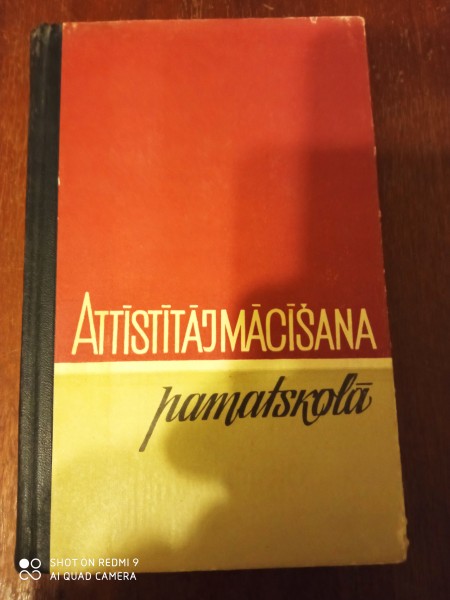 ATTĪSTĪTĀJMĀCĪŠANA
pamatskolā
SHOT ON REDMI 9
AI QUAD CAMERA